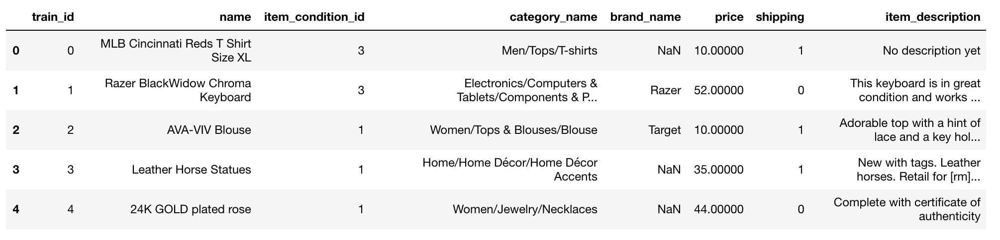 train_id name item_condition_id category_name brand_name price shipping item_description
0 0 MLB Cincinnati Reds T Shirt Size XL 3 Men/Tops/T-shirts NaN 10.00000 1 No description yet
1 1 Razer BlackWidow Chroma Keyboard 3 Electronics/Computers & Tablets/Components & P... Razer 52.00000 0 This keyboard is in great condition and works ...
2 2 AVA-VIV Blouse 1 Women/Tops & Blouses/Blouse Target 10.00000 1 Adorable top with a hint of lace and a key hol...
3 3 Leather Horse Statues 1 Home/Home Décor/Home Décor Accents NaN 35.00000 1 New with tags. Leather horses. Retail for [rm]...
4 4 24K GOLD plated rose 1 Women/Jewelry/Necklaces NaN 44.00000 0 Complete with certificate of authenticity